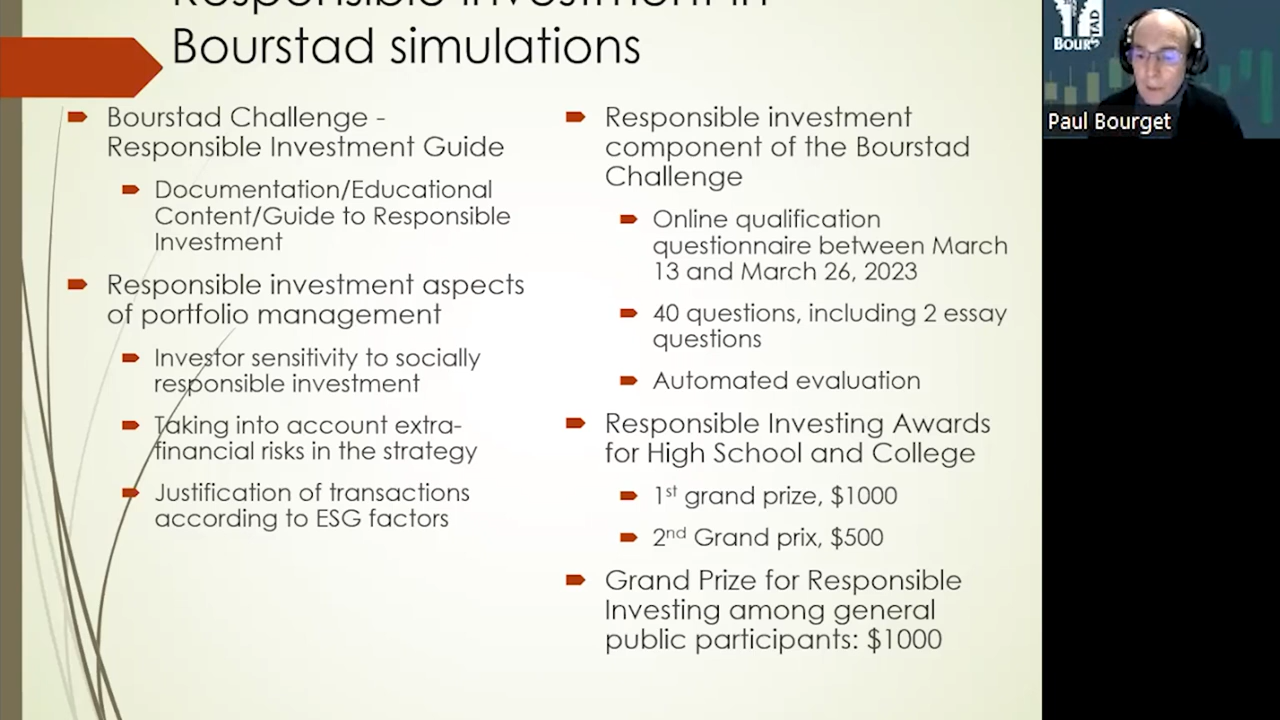 Responsible investment in
Bourstad simulations
Bourstad Challenge -
Responsible Investment Guide
Documentation/Educational
Content/Guide to Responsible
Investment
Responsible investment aspects
of portfolio management
Investor sensitivity to socially
responsible investment
Taking into account extra-
financial risks in the strategy
Justification of transactions
according to ESG factors
Responsible investment
component of the Bourstad
Challenge
Online qualification
questionnaire between March
13 and March 26, 2023
40 questions, including 2 essay
questions
Automated evaluation
Responsible Investing Awards
for High School and College
1st grand prize, $1000
2nd Grand prix, $500
Grand Prize for Responsible
Investing among general
public participants: $1000
BOURSTAD
Paul Bourget